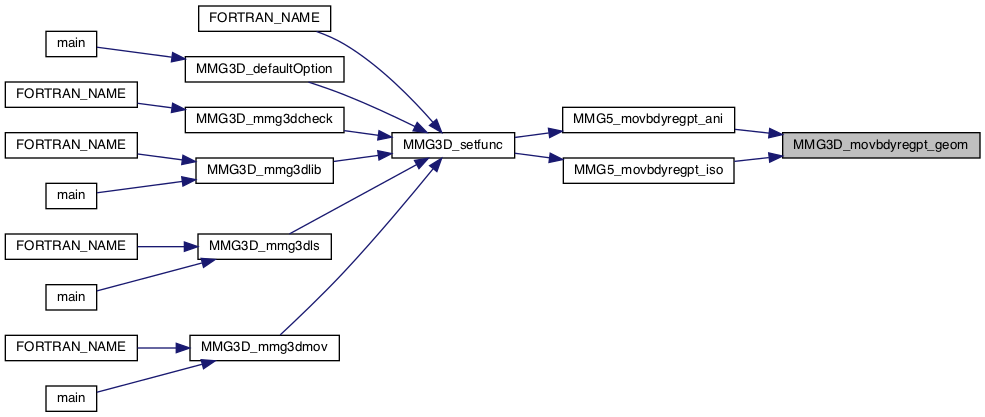 FORTRAN_NAME
main
MMG3D_defaultOption
FORTRAN_NAME
MMG3D_mmg3dcheck
MMG5_movbdyregpt_ani
FORTRAN_NAME
MMG3D_setfunc
MMG3D_movbdyregpt_geom
MMG3D_mmg3dlib
MMG5_movbdyregpt_iso
main
FORTRAN_NAME
MMG3D_mmg3dls
main
FORTRAN_NAME
MMG3D_mmg3dmov
main